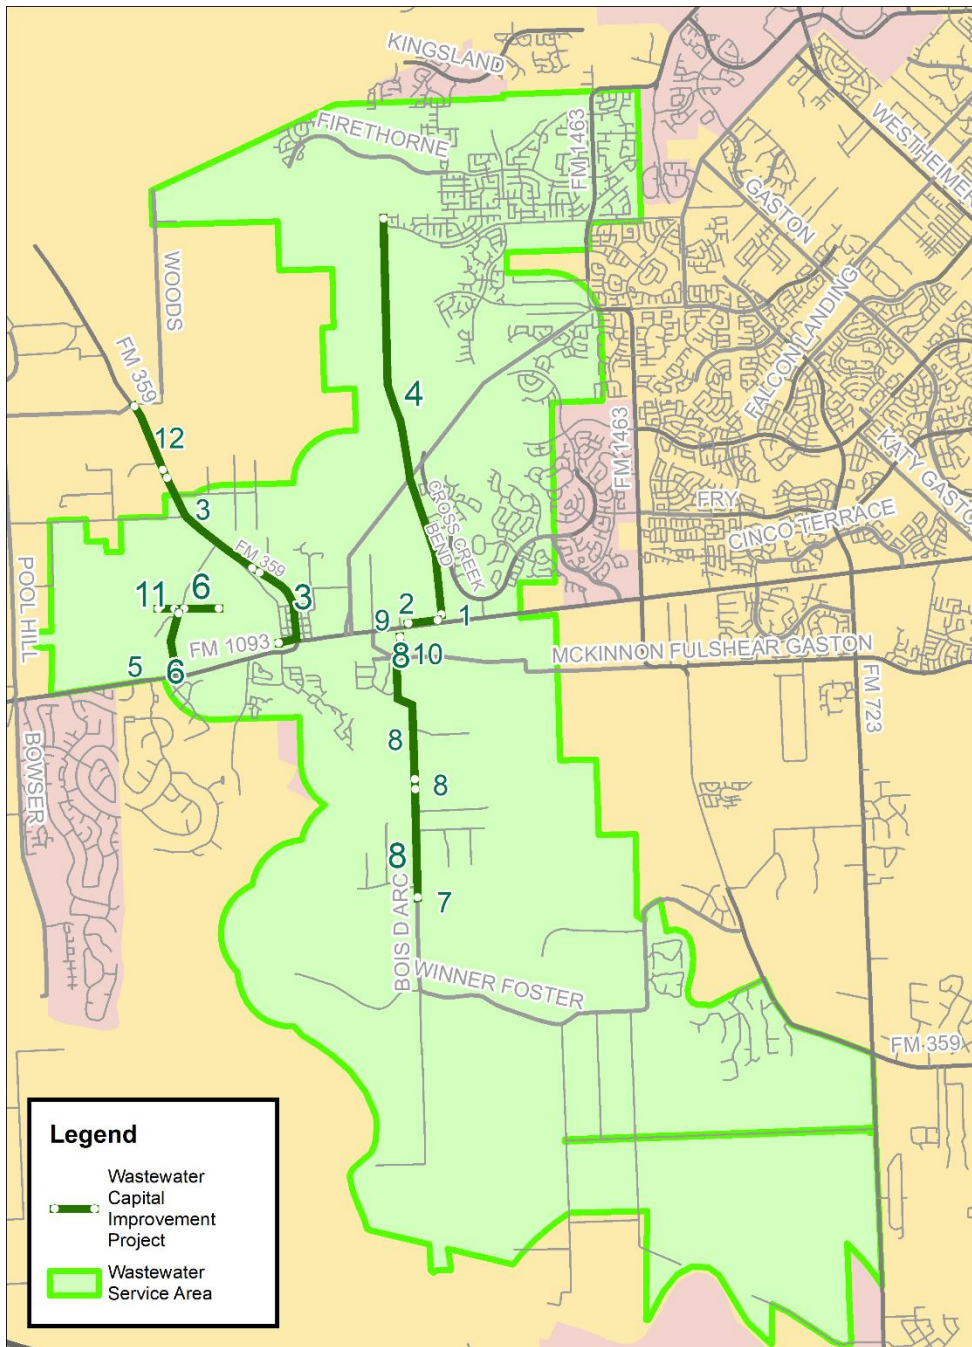 KINGSLAND
FIRETHORNE
FM 1463
WESTHEIMER
GASTON
WOODS
FALCON LANDING
FM 359
4
12
FM 1463
KATY GASTO
3
FRY
CROSS CREEK
BEND
CINCO TERRACE
FM 359
POOL HILL
11
6
3
2
1
9
FM 1093
8
10
MCKINNON FULSHEAR GASTON
5
6
FM 723
BOWSER
8
8
8
7
BOIS D ARC
WINNER FOSTER
FM 359
Legend
Wastewater
Capital
Improvement
Project
Wastewater
Service Area